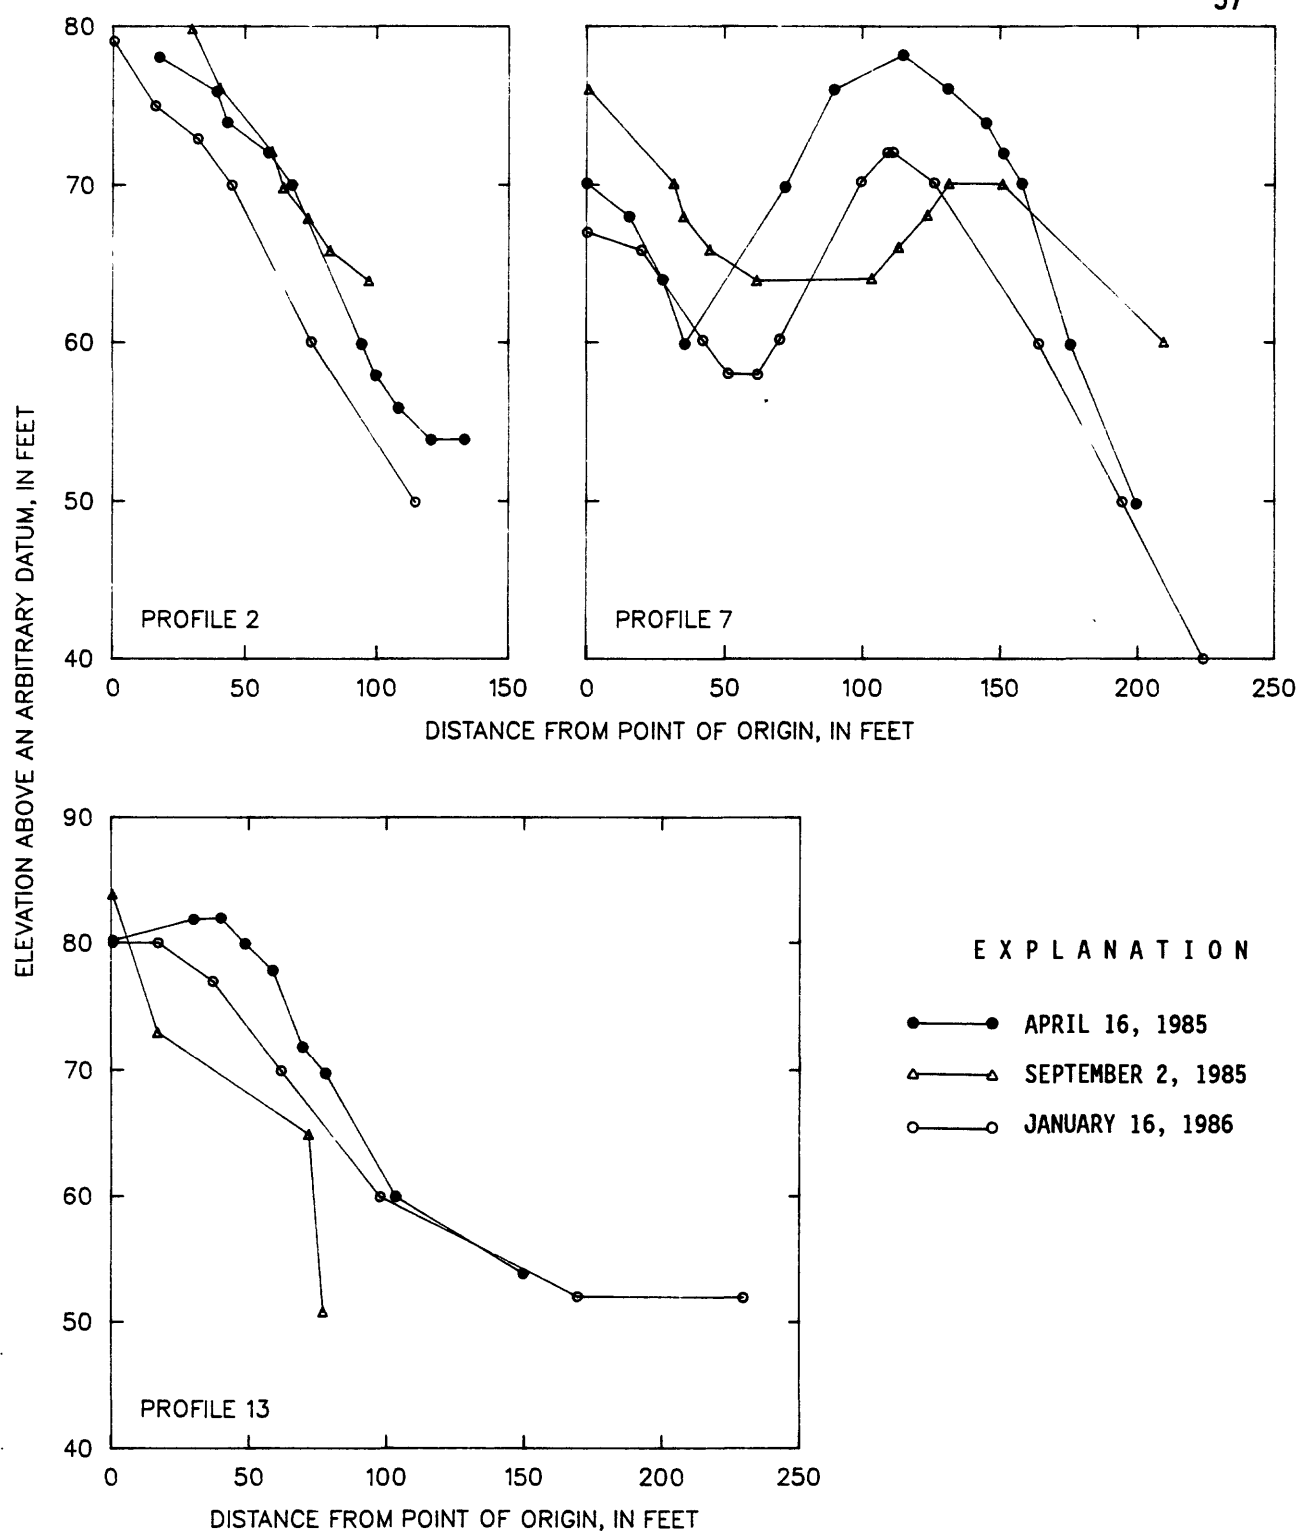 80
70
60
50
40
PROFILE 2
0 50 100 150
PROFILE 7
0 50 100 150 200 250
DISTANCE FROM POINT OF ORIGIN, IN FEET
ELEVATION ABOVE AN ARBITRARY DATUM, IN FEET
90
80
70
60
50
40
PROFILE 13
0 50 100 150 200 250
DISTANCE FROM POINT OF ORIGIN, IN FEET
EXPLANATION
APRIL 16, 1985
SEPTEMBER 2, 1985
JANUARY 16, 1986